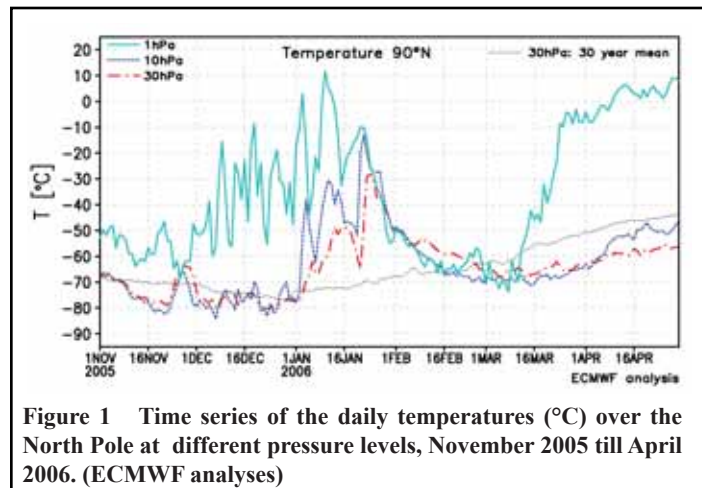 20
10
0
-10
-20
-30
-40
-50
-60
-70
-80
-90
T [°C]
1hPa
10hPa
30hPa
Temperature 90°N
30hPa: 30 year mean
1NOV 16NOV 1DEC 16DEC 1JAN 16JAN 1FEB 16FEB 1MAR 16MAR 1APR 16APR
2005 2006
ECMWF analysis
Figure 1 Time series of the daily temperatures (°C) over the
North Pole at different pressure levels, November 2005 till April
2006. (ECMWF analyses)